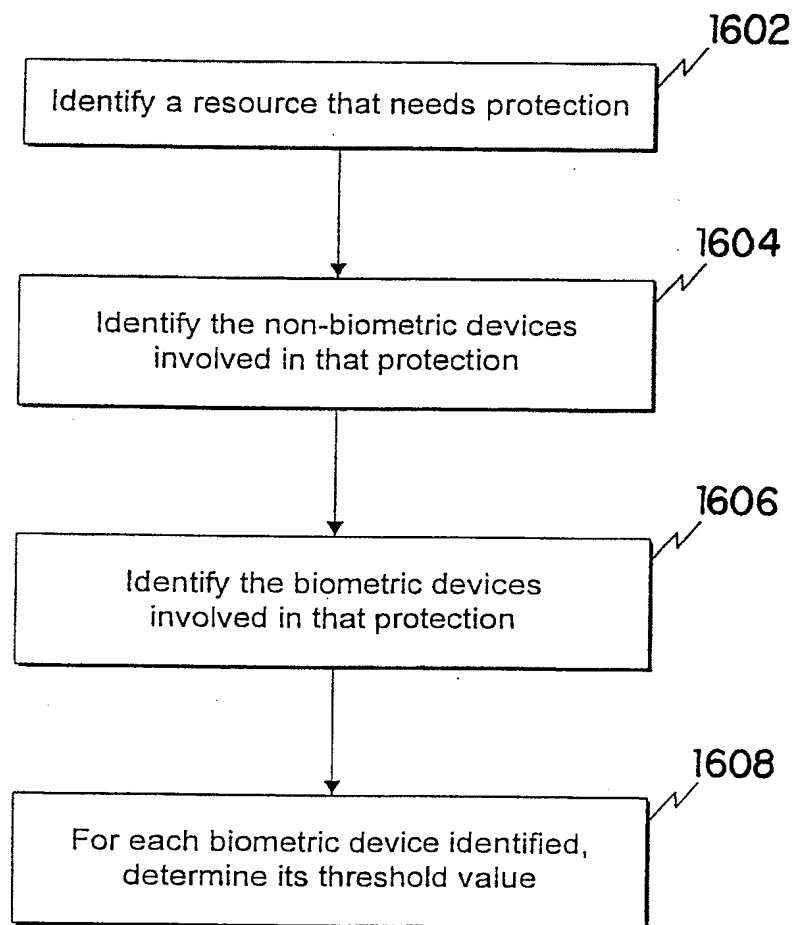 1602
Identify a resource that needs protection
1604
Identify the non-biometric devices
involved in that protection
1606
Identify the biometric devices
involved in that protection
1608
For each biometric device identified,
determine its threshold value